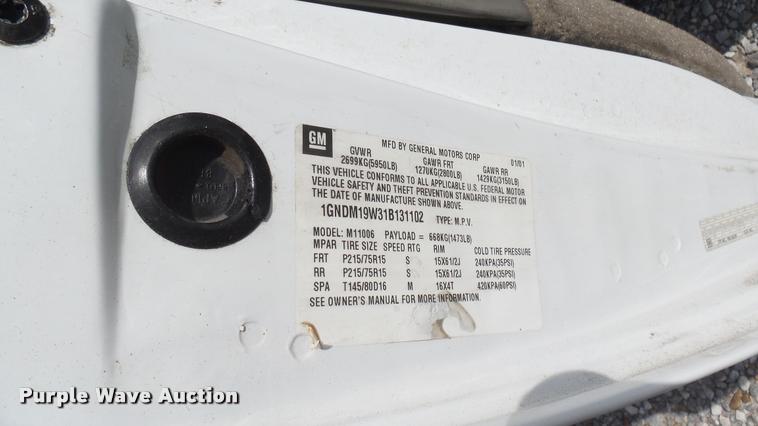 GM
MFD BY GENERAL MOTORS CORP 01/01
GVWR GAWR FRT GAWR RR
2699KG(5950LB) 1270KG(2800LB) 1429KG(3150LB)
THIS VEHICLE CONFORMS TO ALL APPLICABLE U.S. FEDERAL MOTOR
VEHICLE SAFETY AND THEFT PREVENTION STANDARDS IN EFFECT ON
THE DATE OF MANUFACTURE SHOWN ABOVE.
1GNDM19W31B131102 TYPE: M.P.V.
MODEL: M11006 PAYLOAD = 668KG(1473LB)
MPAR TIRE SIZE SPEED RTG RIM COLD TIRE PRESSURE
FRT P215/75R15 S 15X61/2J 240KPA(35PSI)
RR P215/75R15 S 15X61/2J 240KPA(35PSI)
SPA T145/80D16 M 16X4T 420KPA(60PSI)
SEE OWNER'S MANUAL FOR MORE INFORMATION.
Purple Wave Auction